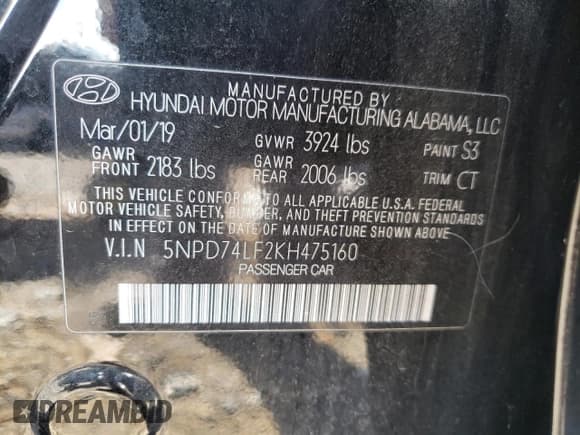 MANUFACTURED BY
HYUNDAI MOTOR MANUFACTURING ALABAMA, LLC
Mar/01/19 GVWR 3924 lbs PAINT S3
GAWR FRONT 2183 lbs GAWR REAR 2006 lbs TRIM CT
THIS VEHICLE CONFORMS TO ALL APPLICABLE U.S.A. FEDERAL
MOTOR VEHICLE SAFETY, BUMPER, AND THEFT PREVENTION
STANDARDS IN EFFECT ON THE
DATE OF MANUFACTURE SHOWN ABOVE
V.I.N 5NPD74LF2KH475160
PASSENGER CAR
DREAMBID